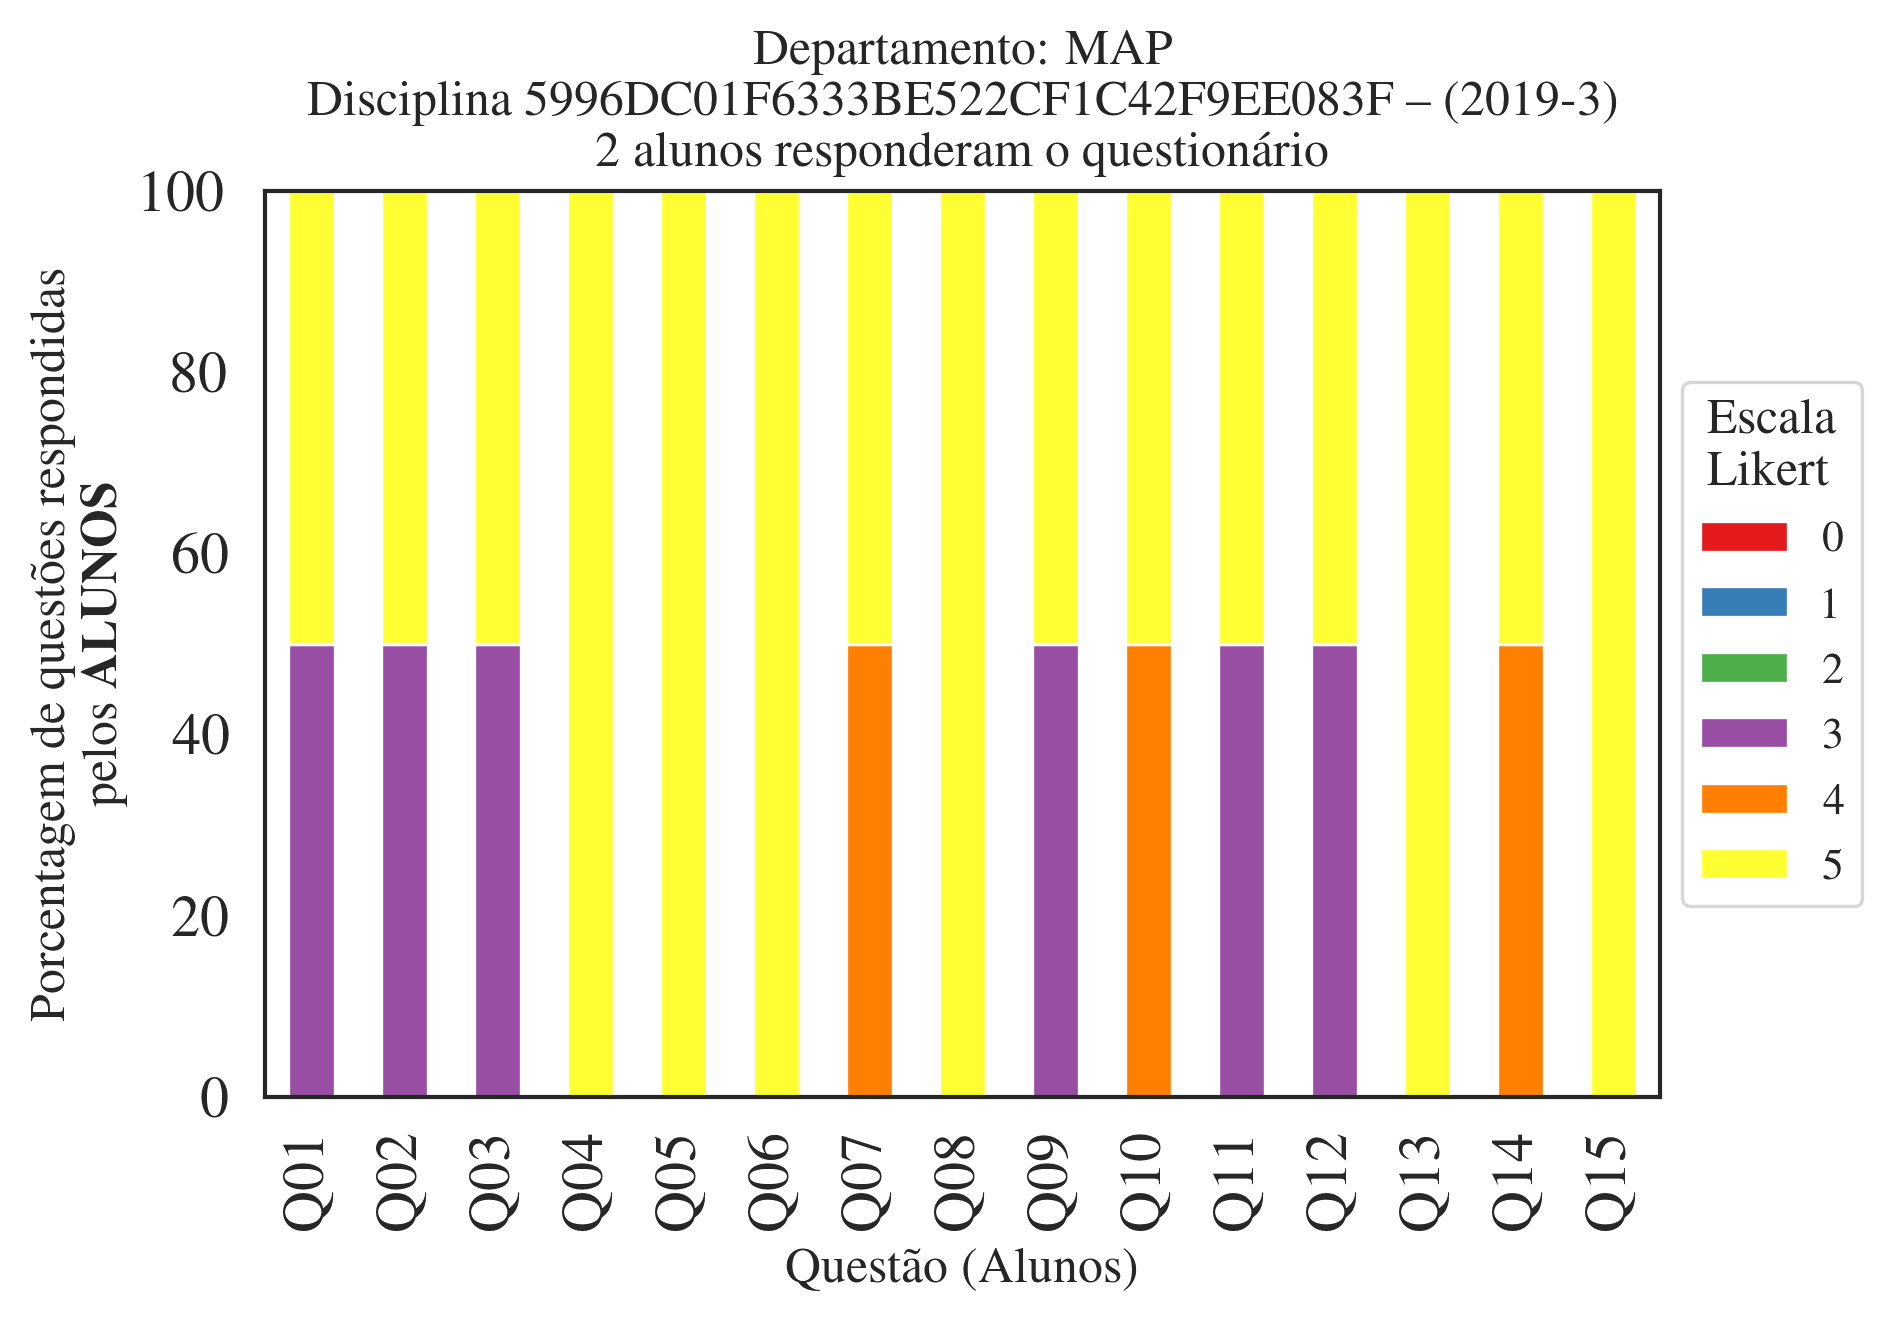 Departamento: MAP
Disciplina 5996DC01F6333BE522CF1C42F9EE083F – (2019-3)
2 alunos responderam o questionário
Porcentagem de questões respondidas
pelos ALUNOS
100
80
60
40
20
0
Q01
Q02
Q03
Q04
Q05
Q06
Q07
Q08
Q09
Q10
Q11
Q12
Q13
Q14
Q15
Questão (Alunos)
Escala
Likert
0
1
2
3
4
5